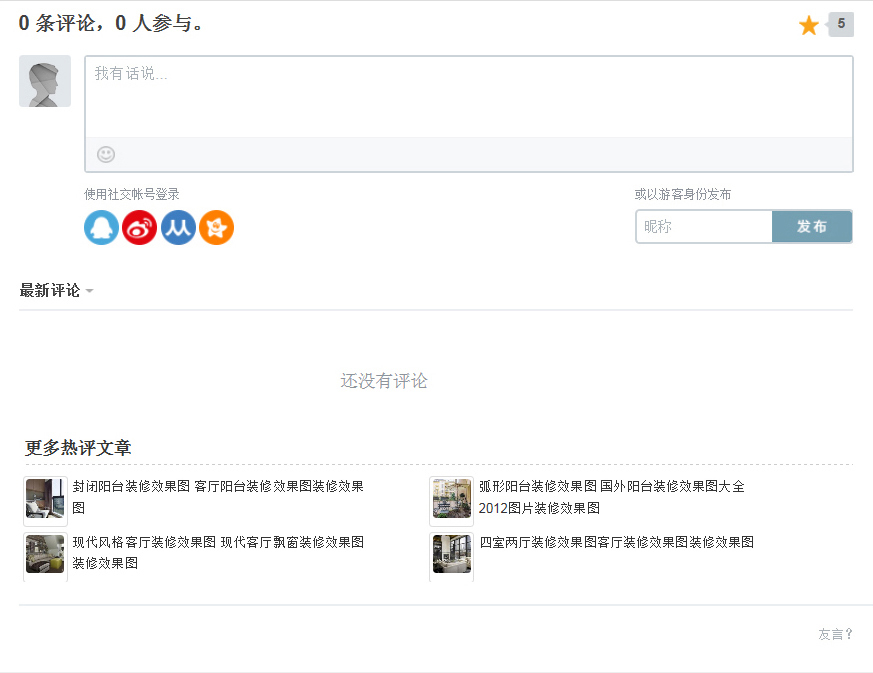 0 条评论，0 人参与。
5
我有话说...
使用社交帐号登录
或以游客身份发布
昵称
发布
最新评论
还没有评论
更多热评文章
封闭阳台装修效果图 客厅阳台装修效果图装修效果
图
弧形阳台装修效果图 国外阳台装修效果图大全
2012图片装修效果图
现代风格客厅装修效果图 现代客厅飘窗装修效果图
装修效果图
四室两厅装修效果图客厅装修效果图装修效果图
友言?